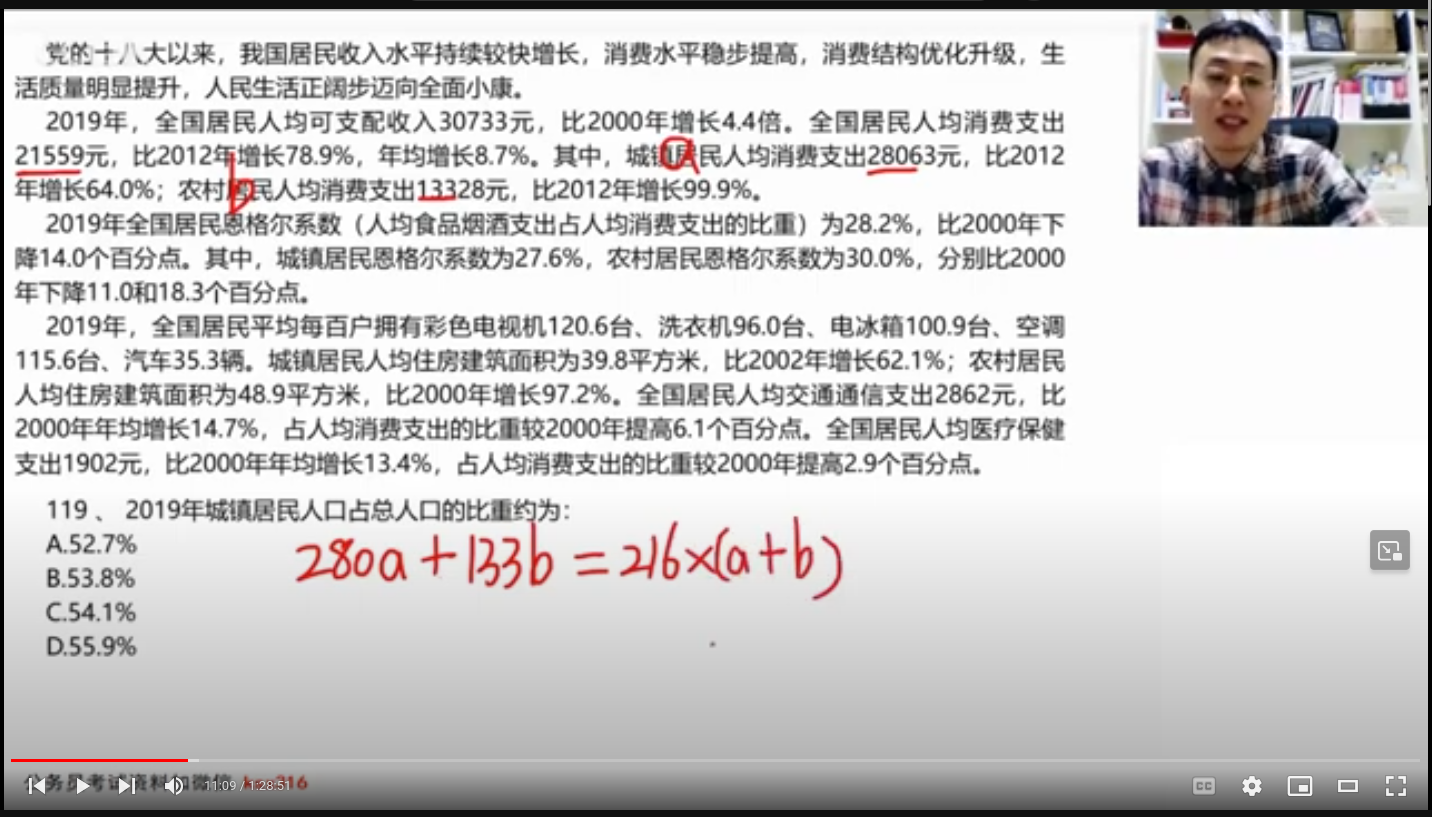 党的十八大以来，我国居民收入水平持续较快增长，消费水平稳步提高，消费结构优化升级，生
活质量明显提升，人民生活正阔步迈向全面小康。
2019年，全国居民人均可支配收入30733元，比2000年增长4.4倍。全国居民人均消费支出
21559元，比2012年增长78.9%，年均增长8.7%。其中，城镇居民人均消费支出28063元，比2012
a
年增长64.0%；农村居民人均消费支出13328元，比2012年增长99.9%。
b
2019年全国居民恩格尔系数（人均食品烟酒支出占人均消费支出的比重）为28.2%，比2000年下
降14.0个百分点。其中，城镇居民恩格尔系数为27.6%，农村居民恩格尔系数为30.0%，分别比2000
年下降11.0和18.3个百分点。
2019年，全国居民平均每百户拥有彩色电视机120.6台、洗衣机96.0台、电冰箱100.9台、空调
115.6台、汽车35.3辆。城镇居民人均住房建筑面积为39.8平方米，比2002年增长62.1%；农村居民
人均住房建筑面积为48.9平方米，比2000年增长97.2%。全国居民人均交通通信支出2862元，比
2000年年均增长14.7%，占人均消费支出的比重较2000年提高6.1个百分点。全国居民人均医疗保健
支出1902元，比2000年年均增长13.4%，占人均消费支出的比重较2000年提高2.9个百分点。
119 、 2019年城镇居民人口占总人口的比重约为：
A.52.7%
B.53.8%
C.54.1%
D.55.9%
280a+133b=216×(a+b)
公务员考试资料加微信
11:09 / 1:28:51
CC